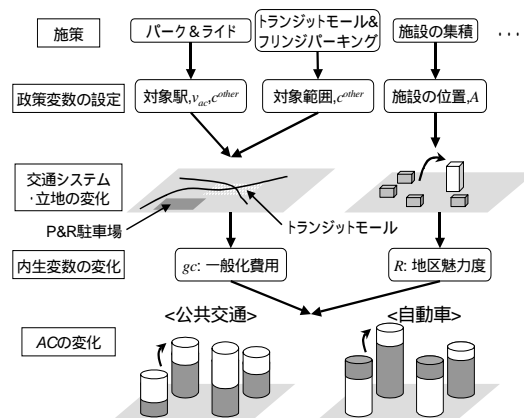 施策
パーク&ライド
トランジットモール&
フリンジパーキング
施設の集積
・・・
政策変数の設定
対象駅,v_ac,c^other
対象範囲,c^other
施設の位置,A
交通システム
・立地の変化
P&R駐車場
トランジットモール
内生変数の変化
gc: 一般化費用
R: 地区魅力度
<公共交通>
<自動車>
ACの変化